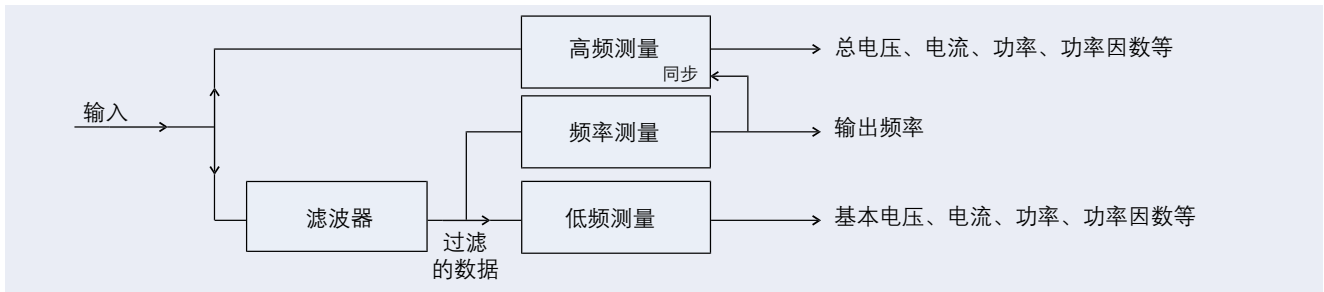 高频测量
总电压、电流、功率、功率因数等
同步
输入
频率测量
输出频率
滤波器
低频测量
基本电压、电流、功率、功率因数等
过滤
的数据